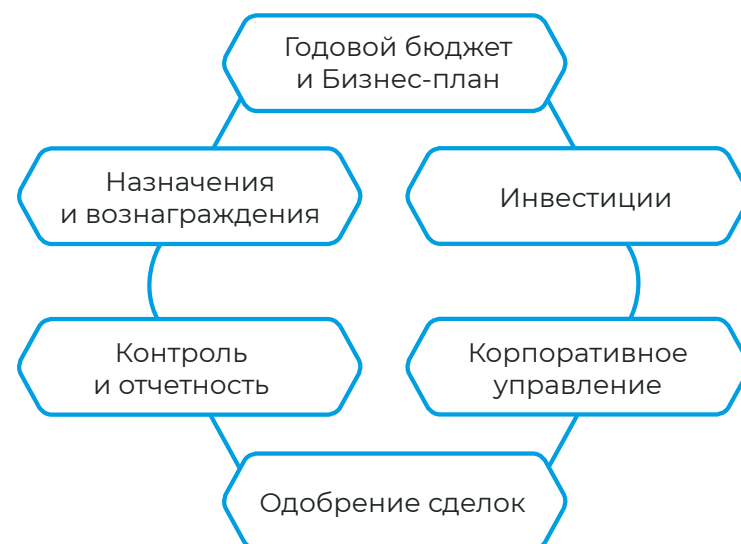 Годовой бюджет
и Бизнес-план
Назначения
и вознаграждения
Инвестиции
Контроль
и отчетность
Корпоративное
управление
Одобрение сделок